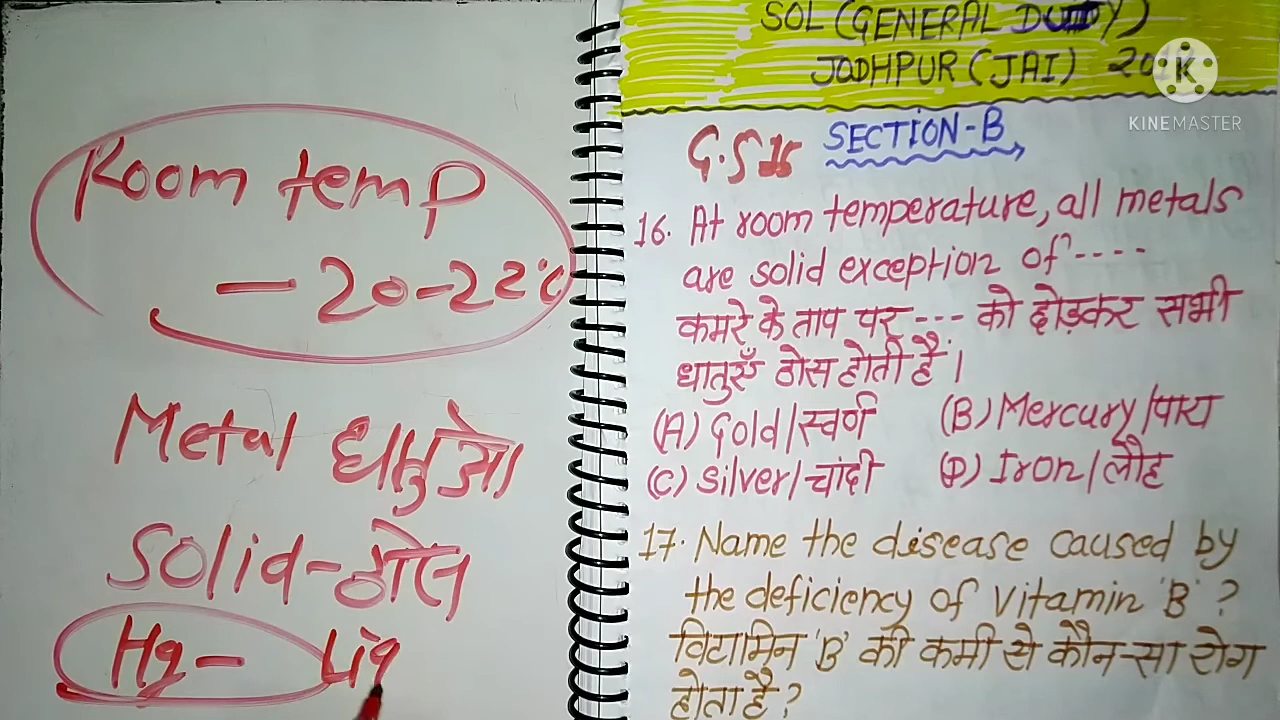 Room temp
- 20-22°C
Metal धातुओ
Solid-ठोस
Hg- Liq
SOL (GENERAL DUTY)
JODHPUR (JAI)
KINEMASTER
G.S
SECTION-B
16. At room temperature, all metals
are solid exception of ----
कमरे के ताप पर --- को छोड़कर सभी
धातुएँ ठोस होती हैं।
(A) Gold/स्वर्ण (B) Mercury/पारा
(C) Silver/चांदी (D) Iron/लौह
17. Name the disease caused by
the deficiency of Vitamin 'B' ?
विटामिन 'B' की कमी से कौन-सा रोग
होता है ?